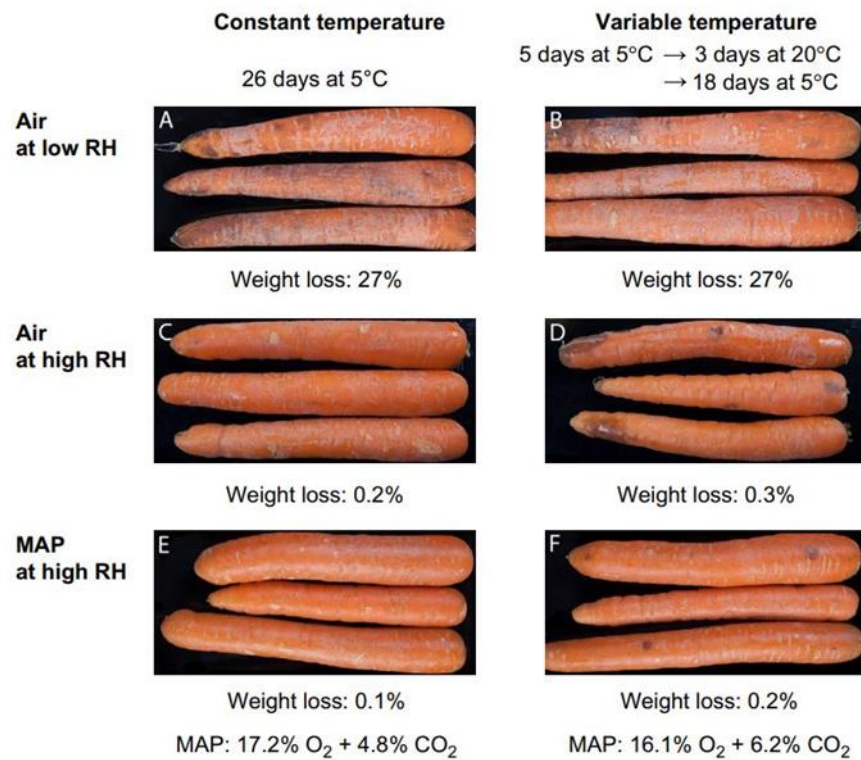 Constant temperature
Variable temperature
26 days at 5°C
5 days at 5°C → 3 days at 20°C
→ 18 days at 5°C
Air
at low RH
A
B
Weight loss: 27%
Weight loss: 27%
Air
at high RH
C
D
Weight loss: 0.2%
Weight loss: 0.3%
MAP
at high RH
E
F
Weight loss: 0.1%
Weight loss: 0.2%
MAP: 17.2% O₂ + 4.8% CO₂
MAP: 16.1% O₂ + 6.2% CO₂